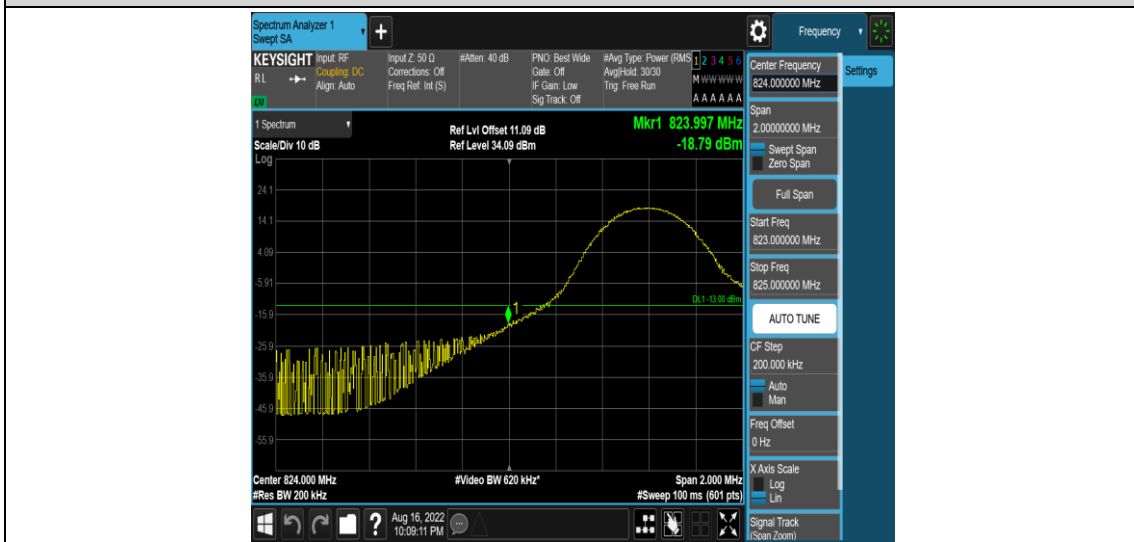 Spectrum Analyzer 1
Swept SA
Frequency
KEYSIGHT
RL
Input: RF
Coupling: DC
Align: Auto
Input Z: 50 Ω
Corrections: Off
Freq Ref: Int (S)
#Atten: 40 dB
PNO: Best Wide
Gate: Off
IF Gain: Low
Sig Track: Off
#Avg Type: Power (RMS
Avg|Hold: 30/30
Trig: Free Run
1 2 3 4 5 6
M W W W W W
A A A A A A
1 Spectrum
Scale/Div 10 dB
Ref Lvl Offset 11.09 dB
Ref Level 34.09 dBm
Mkr1 823.997 MHz
-18.79 dBm
Log
24.1
14.1
4.09
-5.91
-15.9
-25.9
-35.9
-45.9
-55.9
1
DL1 -13.00 dBm
Center 824.000 MHz
#Res BW 200 kHz
#Video BW 620 kHz*
Span 2.000 MHz
#Sweep 100 ms (601 pts)
?
Aug 16, 2022
10:09:11 PM
Center Frequency
824.000000 MHz
Settings
Span
2.00000000 MHz
Swept Span
Zero Span
Full Span
Start Freq
823.000000 MHz
Stop Freq
825.000000 MHz
AUTO TUNE
CF Step
200.000 kHz
Auto
Man
Freq Offset
0 Hz
X Axis Scale
Log
Lin
Signal Track
(Span Zoom)